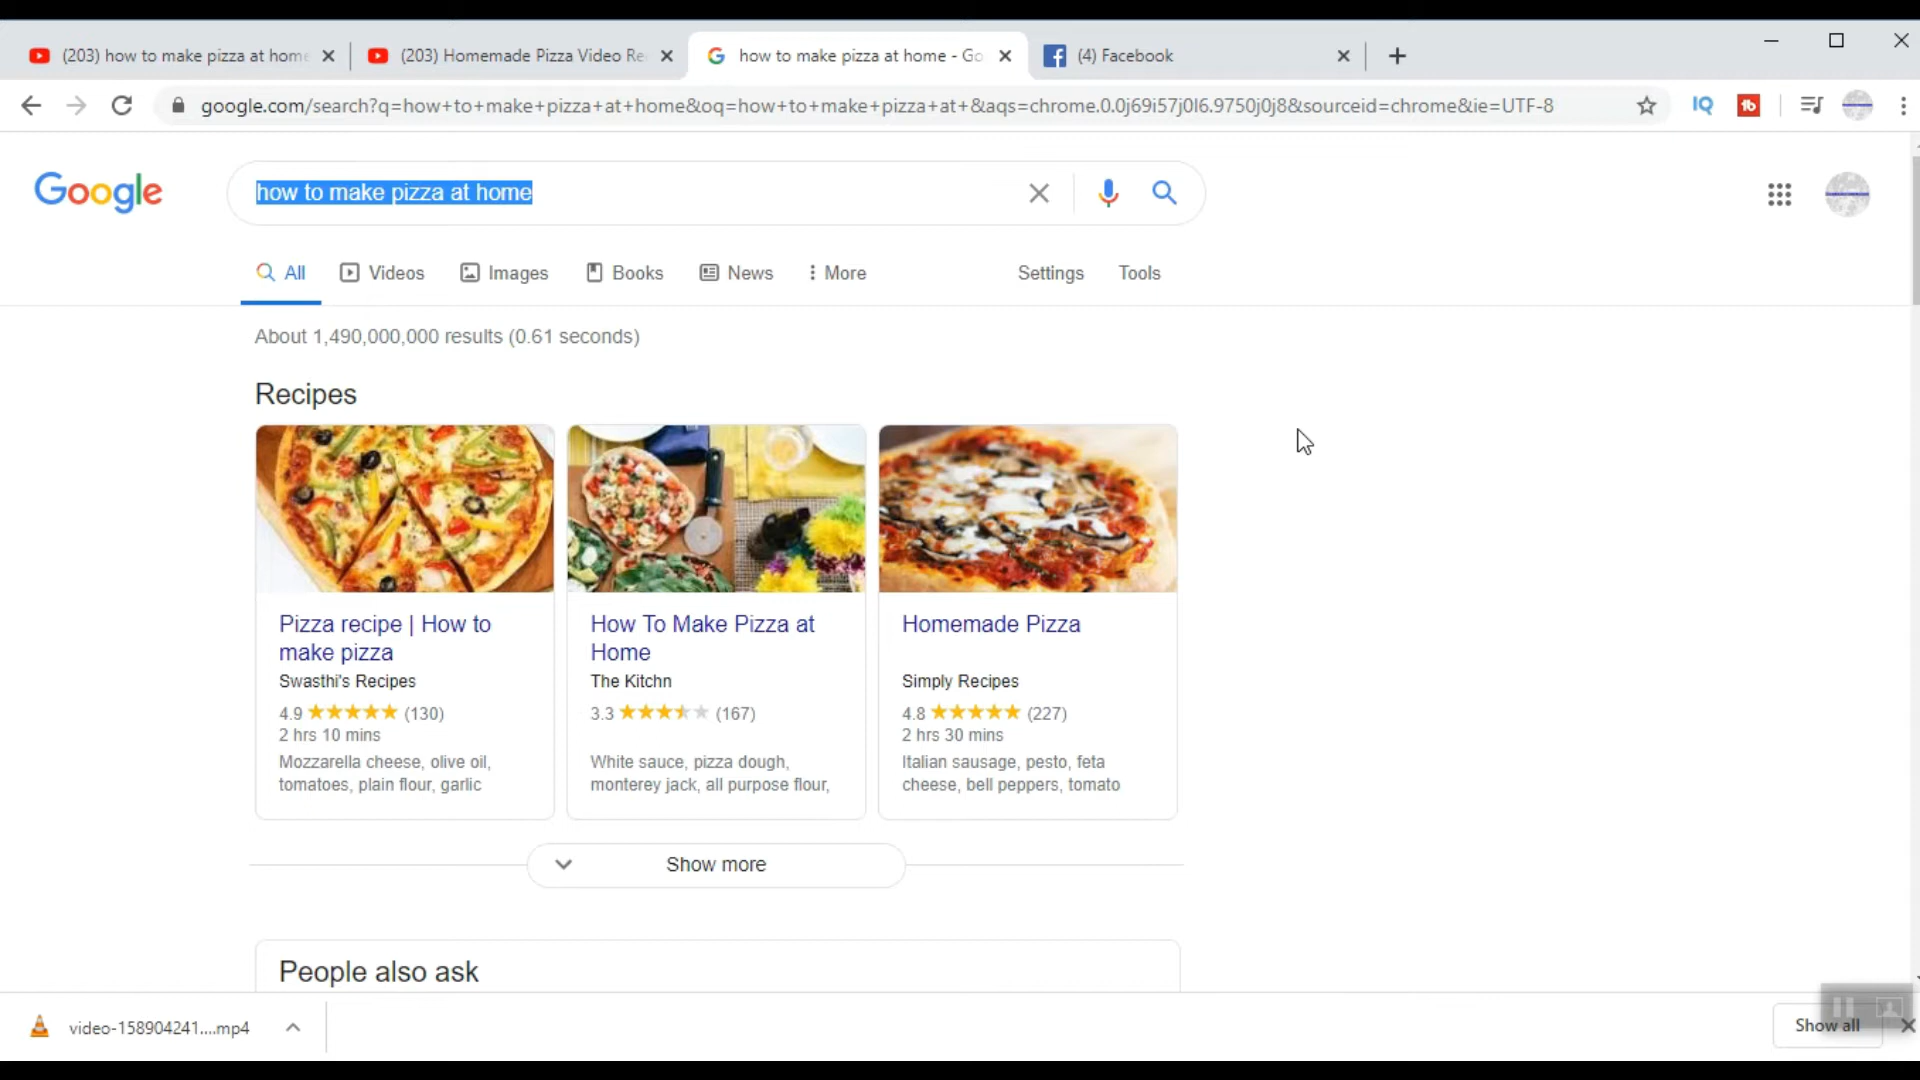 (203) how to make pizza at home
(203) Homemade Pizza Video Re
how to make pizza at home - Go
(4) Facebook
google.com/search?q=how+to+make+pizza+at+home&oq=how+to+make+pizza+at+&aqs=chrome.0.0j69i57j0l6.9750j0j8&sourceid=chrome&ie=UTF-8
IQ
tb
Google
how to make pizza at home
All
Videos
Images
Books
News
More
Settings
Tools
About 1,490,000,000 results (0.61 seconds)
Recipes
Pizza recipe | How to
make pizza
Swasthi's Recipes
4.9 (130)
2 hrs 10 mins
Mozzarella cheese, olive oil,
tomatoes, plain flour, garlic
How To Make Pizza at
Home
The Kitchn
3.3 (167)
White sauce, pizza dough,
monterey jack, all purpose flour,
Homemade Pizza
Simply Recipes
4.8 (227)
2 hrs 30 mins
Italian sausage, pesto, feta
cheese, bell peppers, tomato
Show more
People also ask
video-158904241....mp4
Show all